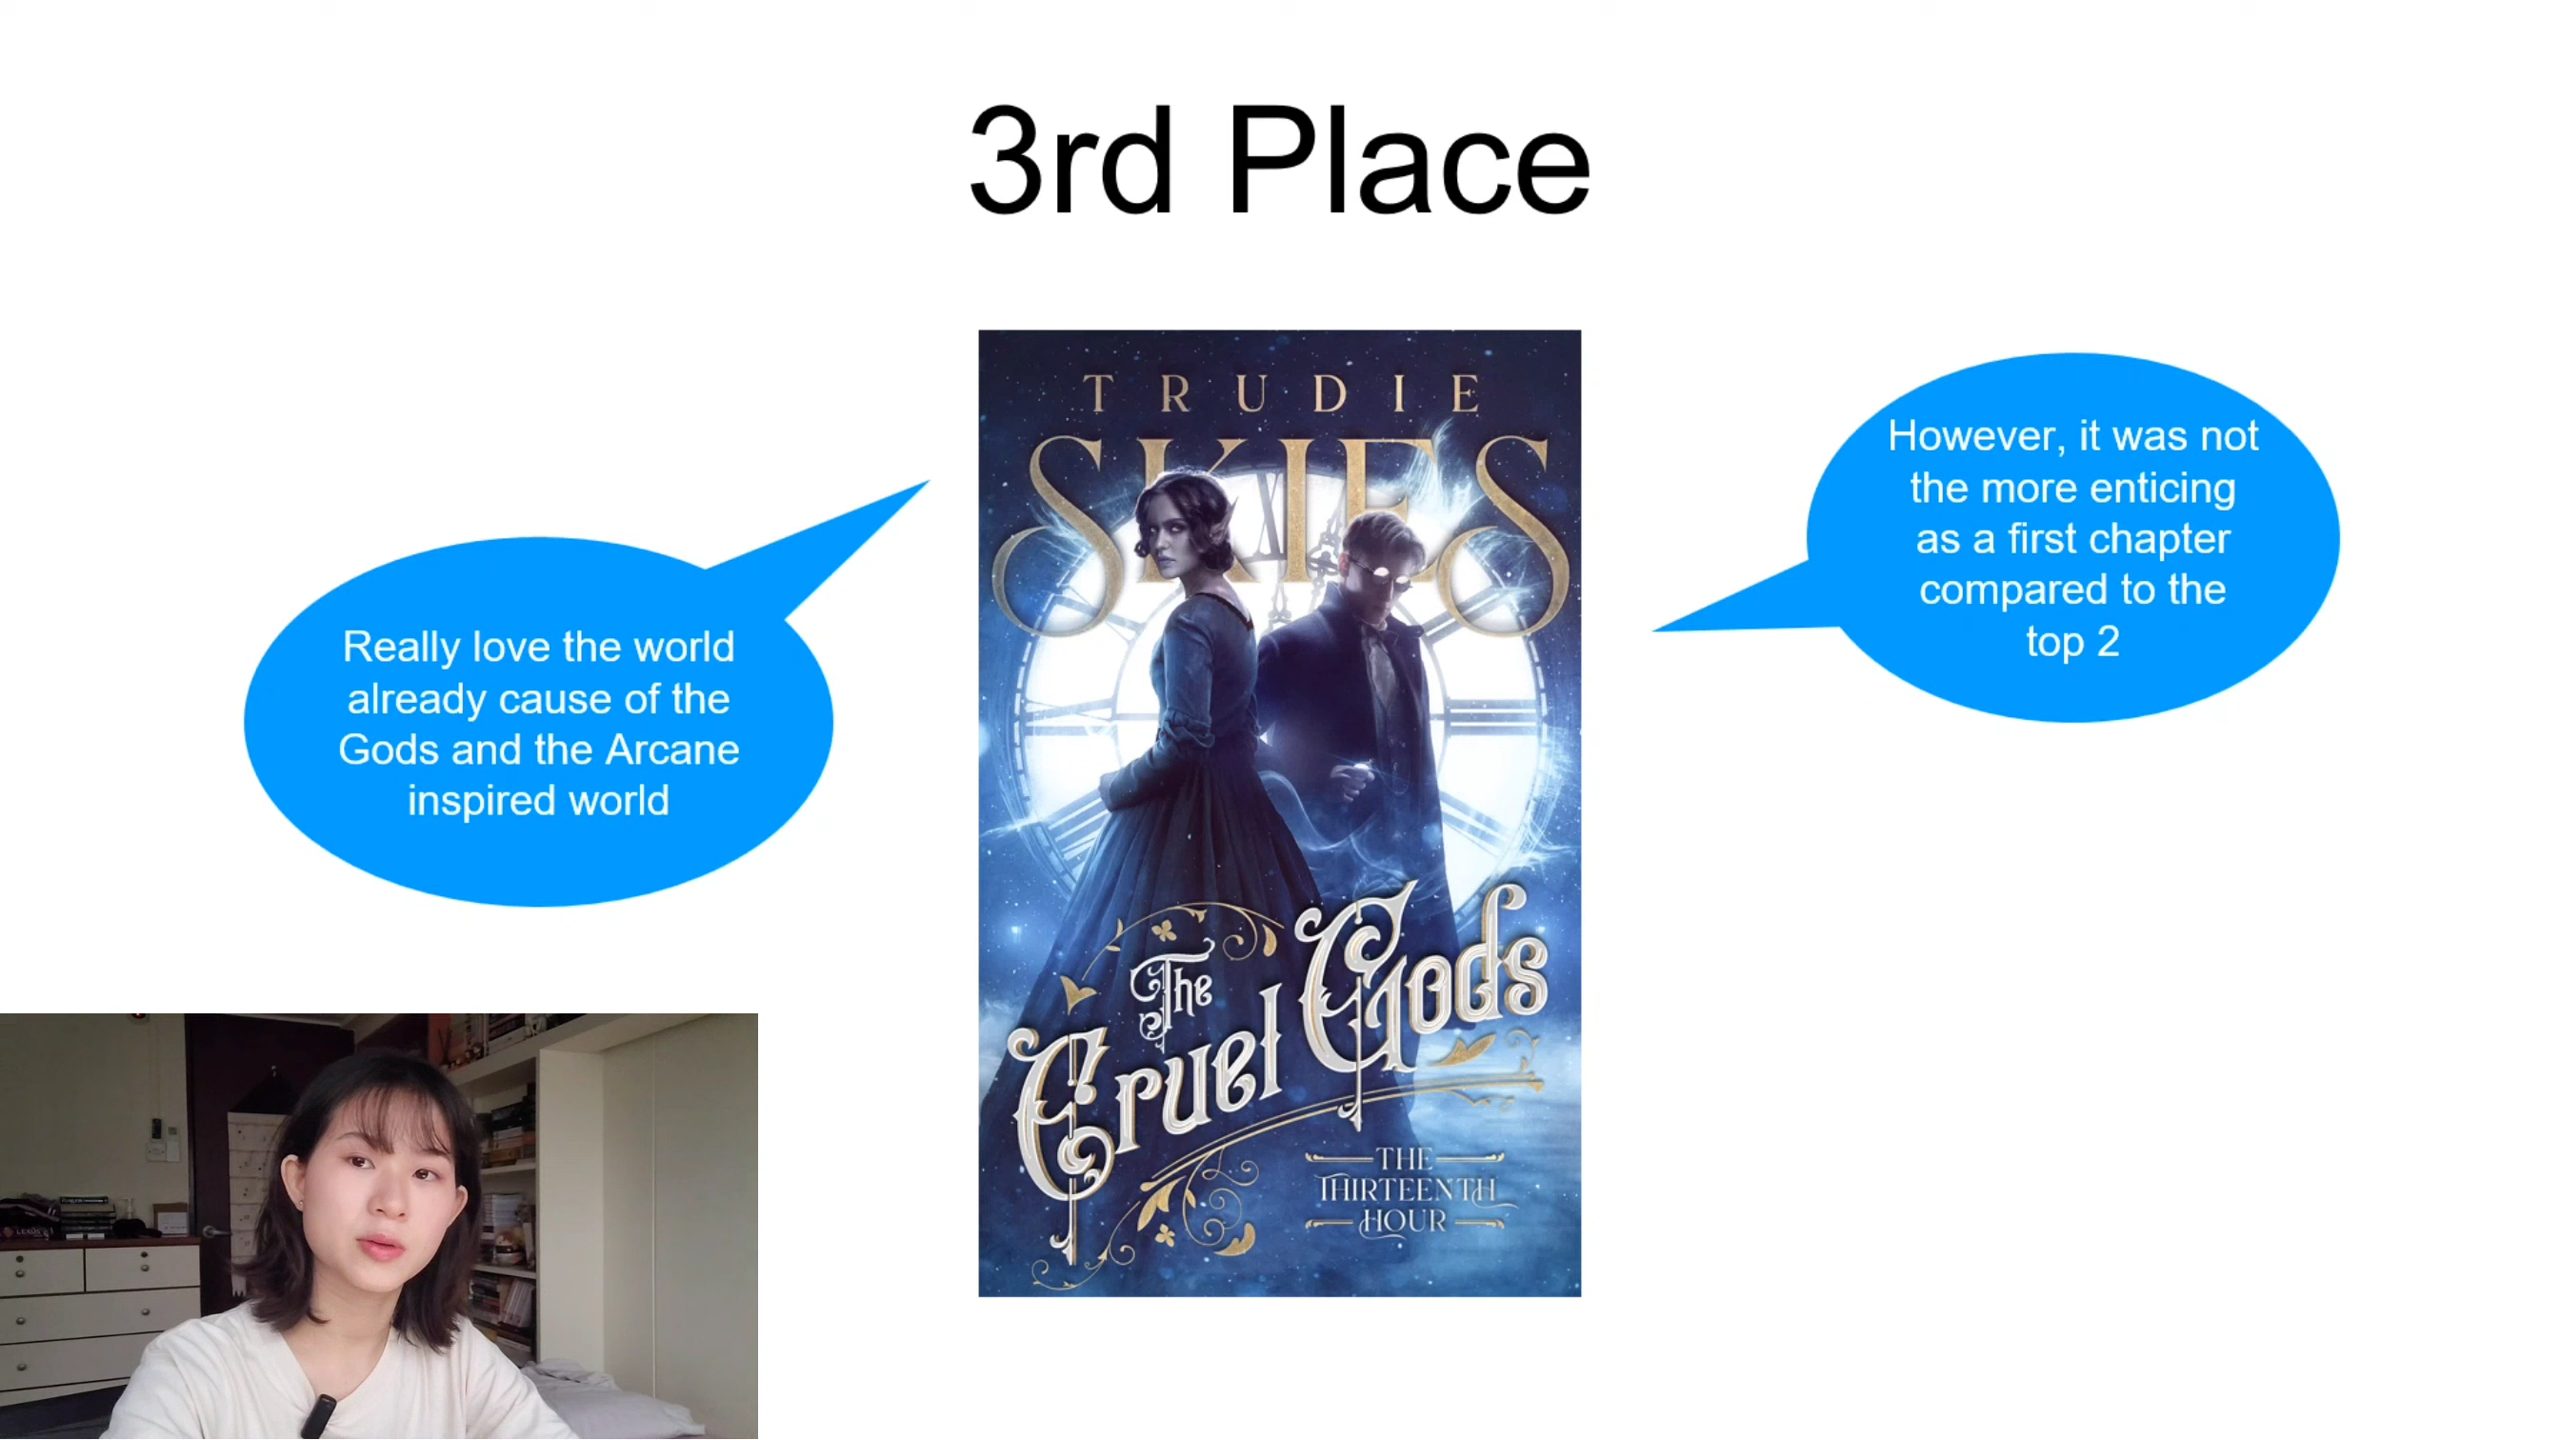 3rd Place
TRUDIE
SKIES
Really love the world
already cause of the
Gods and the Arcane
inspired world
However, it was not
the more enticing
as a first chapter
compared to the
top 2
The
Cruel Gods
THE
THIRTEENTH
HOUR